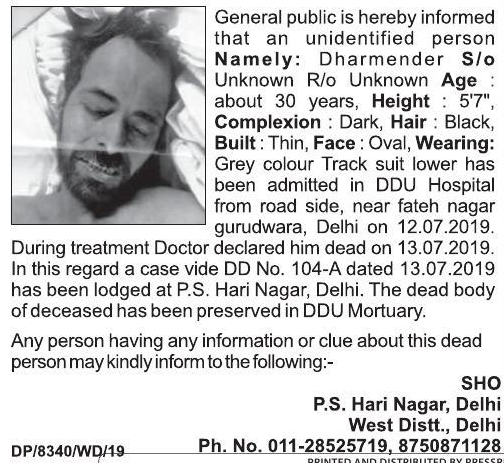 General public is hereby informed
that an unidentified person
Namely: Dharmender S/o
Unknown R/o Unknown Age :
about 30 years, Height : 5'7",
Complexion : Dark, Hair : Black,
Built : Thin, Face : Oval, Wearing:
Grey colour Track suit lower has
been admitted in DDU Hospital
from road side, near fateh nagar
gurudwara, Delhi on 12.07.2019.
During treatment Doctor declared him dead on 13.07.2019.
In this regard a case vide DD No. 104-A dated 13.07.2019
has been lodged at P.S. Hari Nagar, Delhi. The dead body
of deceased has been preserved in DDU Mortuary.
Any person having any information or clue about this dead
person may kindly inform to the following:-
SHO
P.S. Hari Nagar, Delhi
West Distt., Delhi
DP/8340/WD/19 Ph. No. 011-28525719, 8750871128
PRINTED AND DISTRIBUTED BY